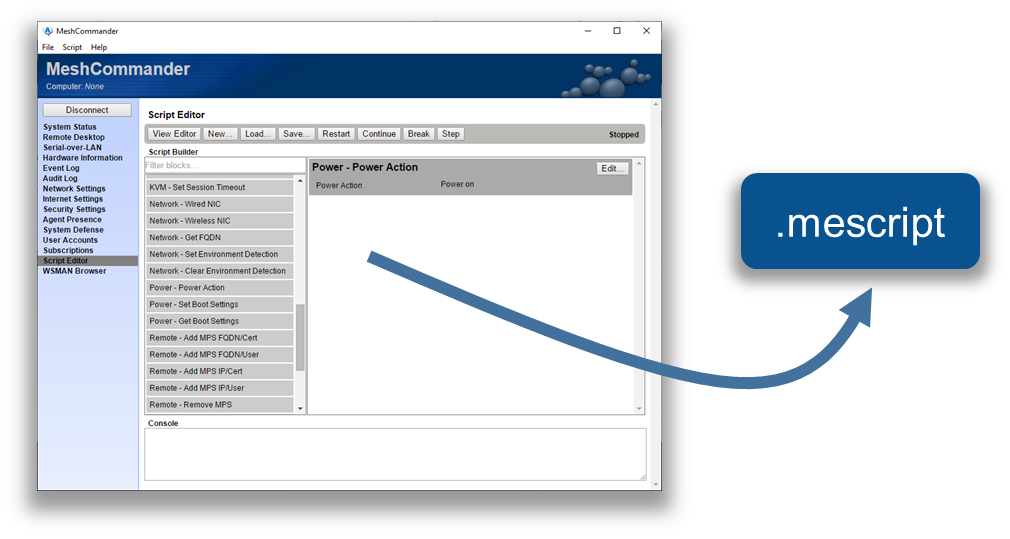 MeshCommander
File Script Help
MeshCommander
Computer: None
Disconnect
System Status
Remote Desktop
Serial-over-LAN
Hardware Information
Event Log
Audit Log
Network Settings
Internet Settings
Security Settings
Agent Presence
System Defense
User Accounts
Subscriptions
Script Editor
WSMAN Browser
Script Editor
View Editor New... Load... Save... Restart Continue Break Step Stopped
Script Builder
Filter blocks...
KVM - Set Session Timeout
Network - Wired NIC
Network - Wireless NIC
Network - Get FQDN
Network - Set Environment Detection
Network - Clear Environment Detection
Power - Power Action
Power - Set Boot Settings
Power - Get Boot Settings
Remote - Add MPS FQDN/Cert
Remote - Add MPS FQDN/User
Remote - Add MPS IP/Cert
Remote - Add MPS IP/User
Remote - Remove MPS
Power - Power Action Edit...
Power Action Power on
Console
.mescript